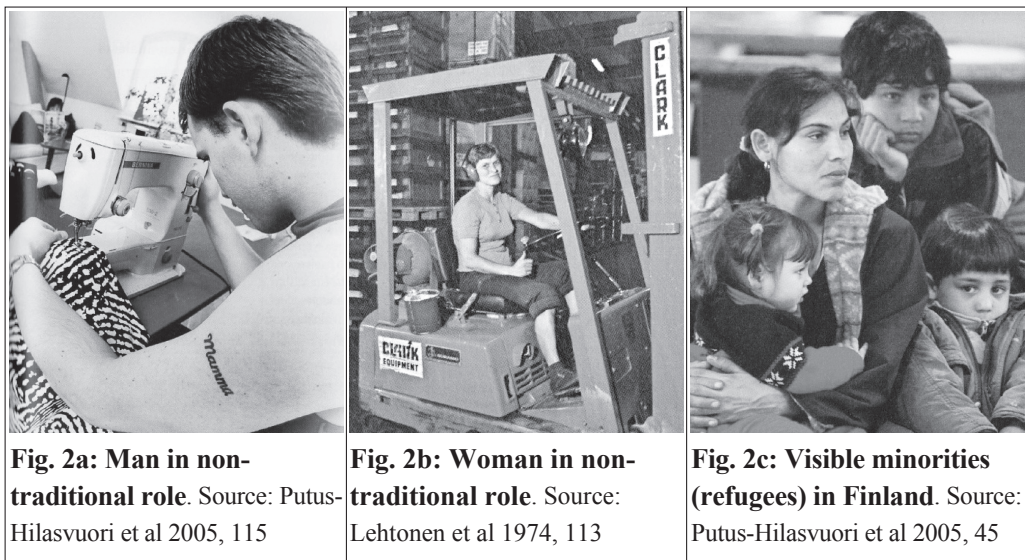 BERNINA
Mamma
CLARK
CLARK
EQUIPMENT
Fig. 2a: Man in non-
traditional role. Source: Putus-
Hilasvuori et al 2005, 115
Fig. 2b: Woman in non-
traditional role. Source:
Lehtonen et al 1974, 113
Fig. 2c: Visible minorities
(refugees) in Finland. Source:
Putus-Hilasvuori et al 2005, 45